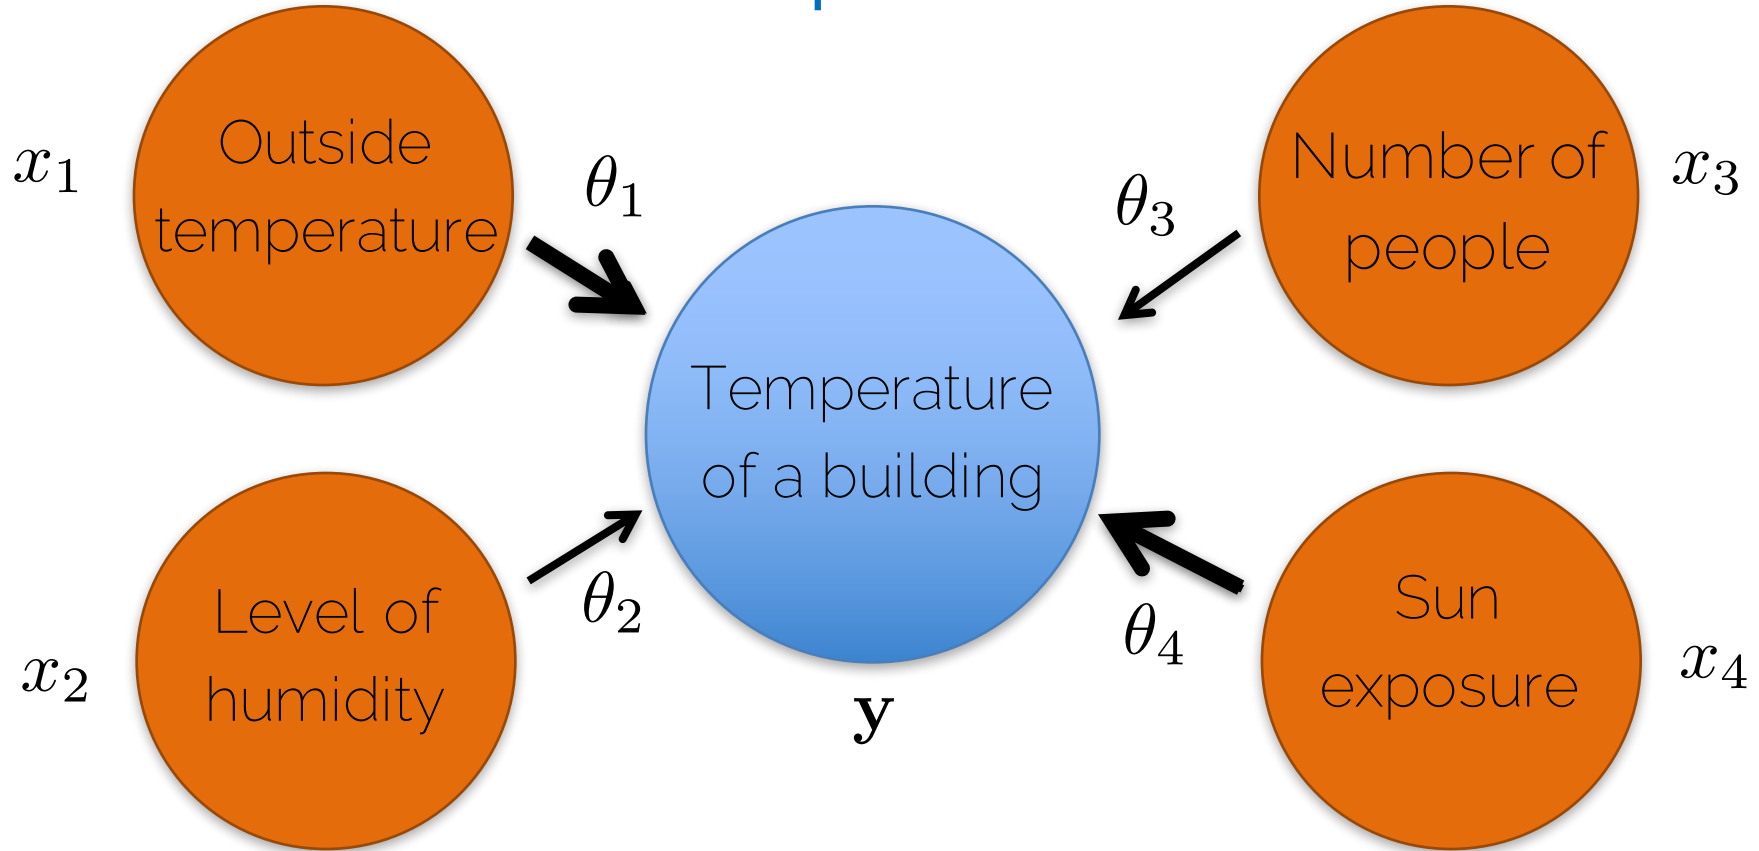 Outside
temperature
x₁
θ₁
Number of
people
x₃
θ₃
Temperature
of a building
y
Level of
humidity
x₂
θ₂
Sun
exposure
x₄
θ₄